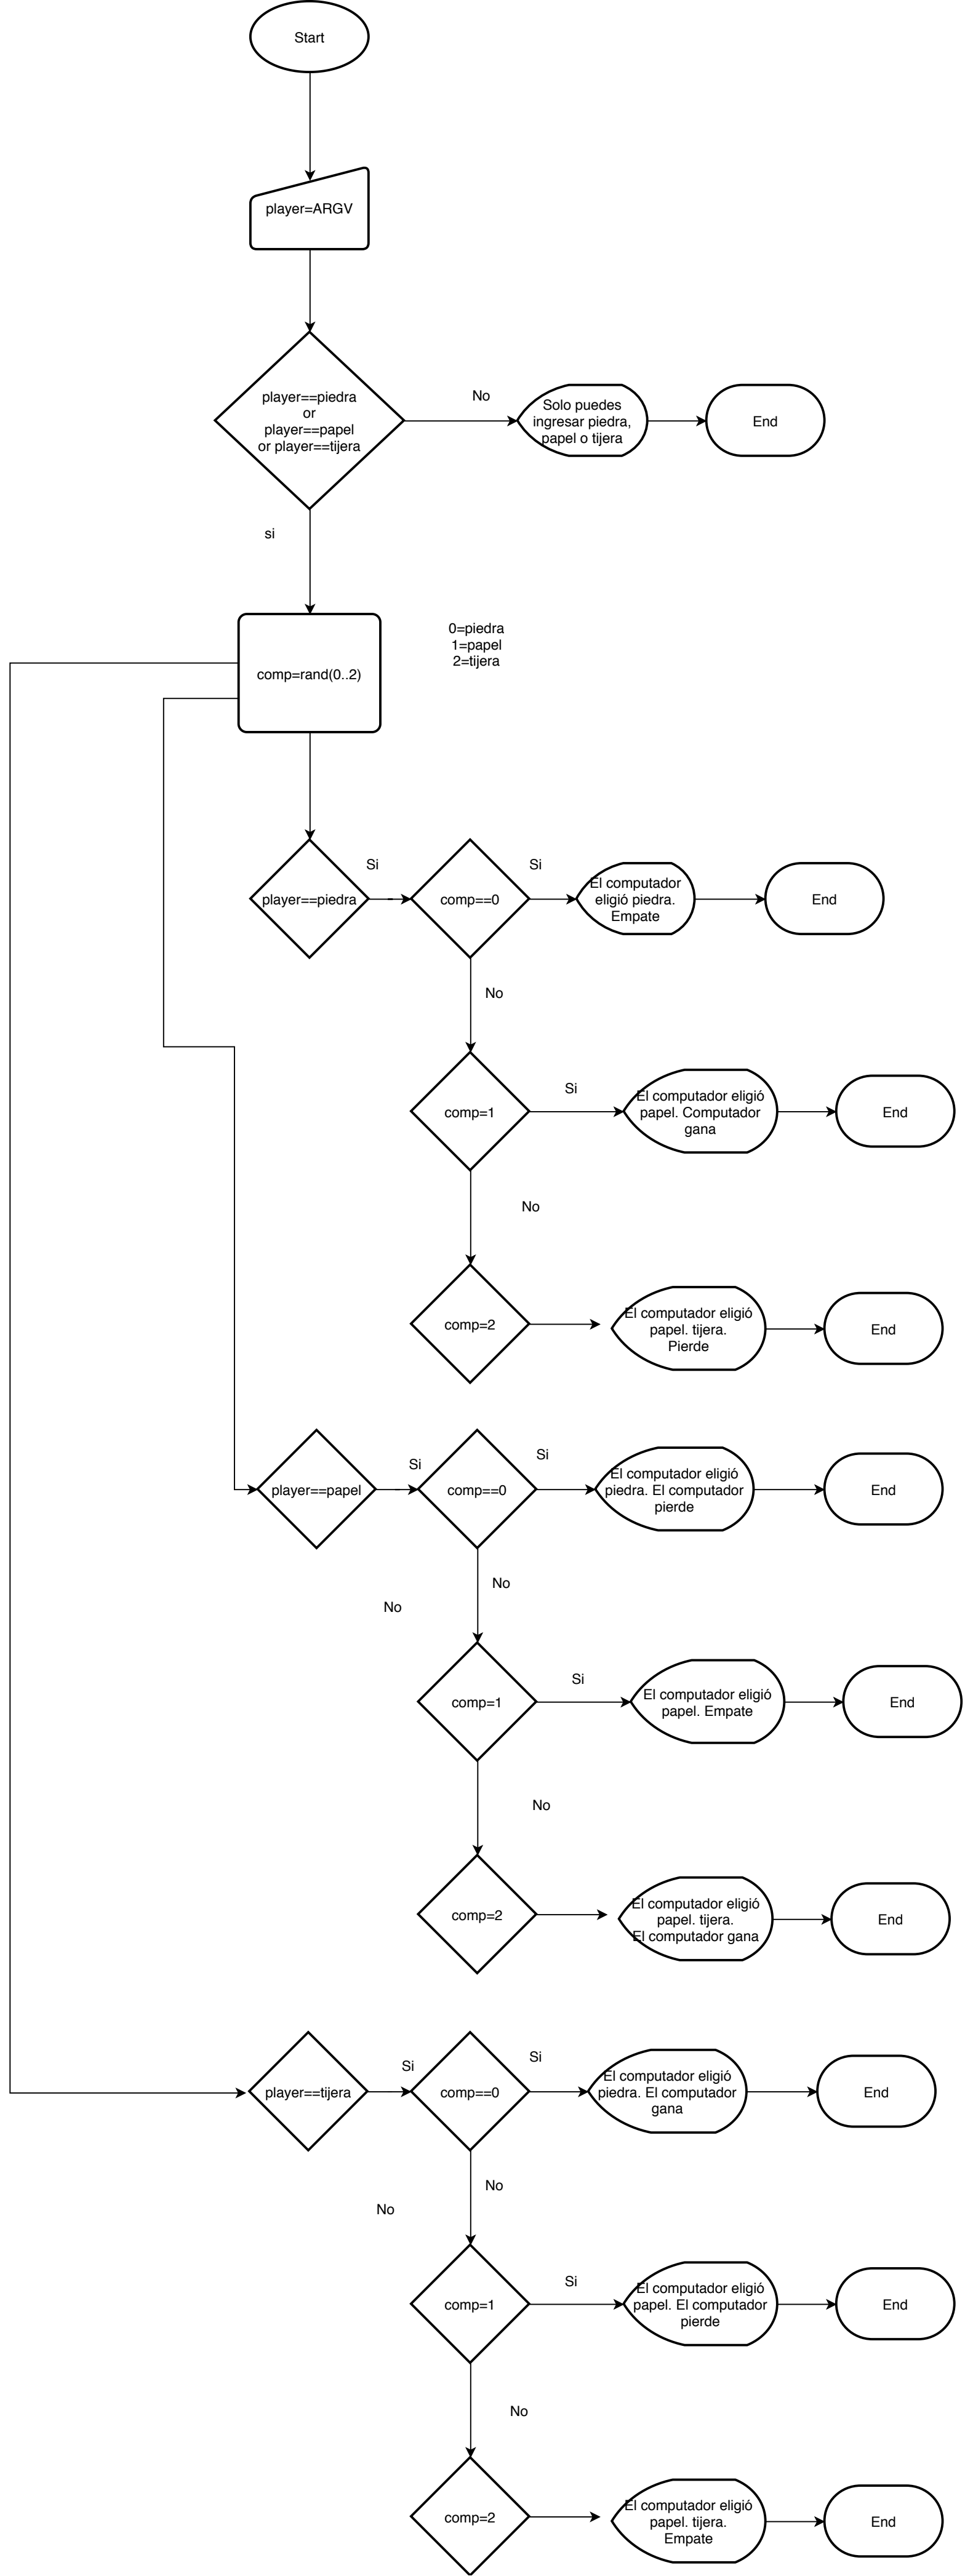 Start
player=ARGV
player==piedra
or
player==papel
or player==tijera
No
Solo puedes
ingresar piedra,
papel o tijera
End
si
comp=rand(0..2)
0=piedra
1=papel
2=tijera
player==piedra
Si
comp==0
Si
El computador
eligió piedra.
Empate
End
No
comp=1
Si
El computador eligió
papel. Computador
gana
End
No
comp=2
El computador eligió
papel. tijera.
Pierde
End
player==papel
Si
comp==0
Si
El computador eligió
piedra. El computador
pierde
End
No
No
comp=1
Si
El computador eligió
papel. Empate
End
No
comp=2
El computador eligió
papel. tijera.
El computador gana
End
player==tijera
Si
comp==0
Si
El computador eligió
piedra. El computador
gana
End
No
No
comp=1
Si
El computador eligió
papel. El computador
pierde
End
No
comp=2
El computador eligió
papel. tijera.
Empate
End